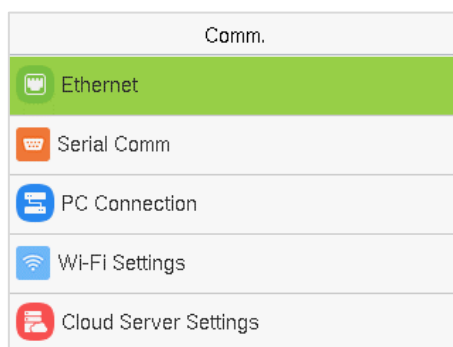 Comm.
Ethernet
Serial Comm
PC Connection
Wi-Fi Settings
Cloud Server Settings